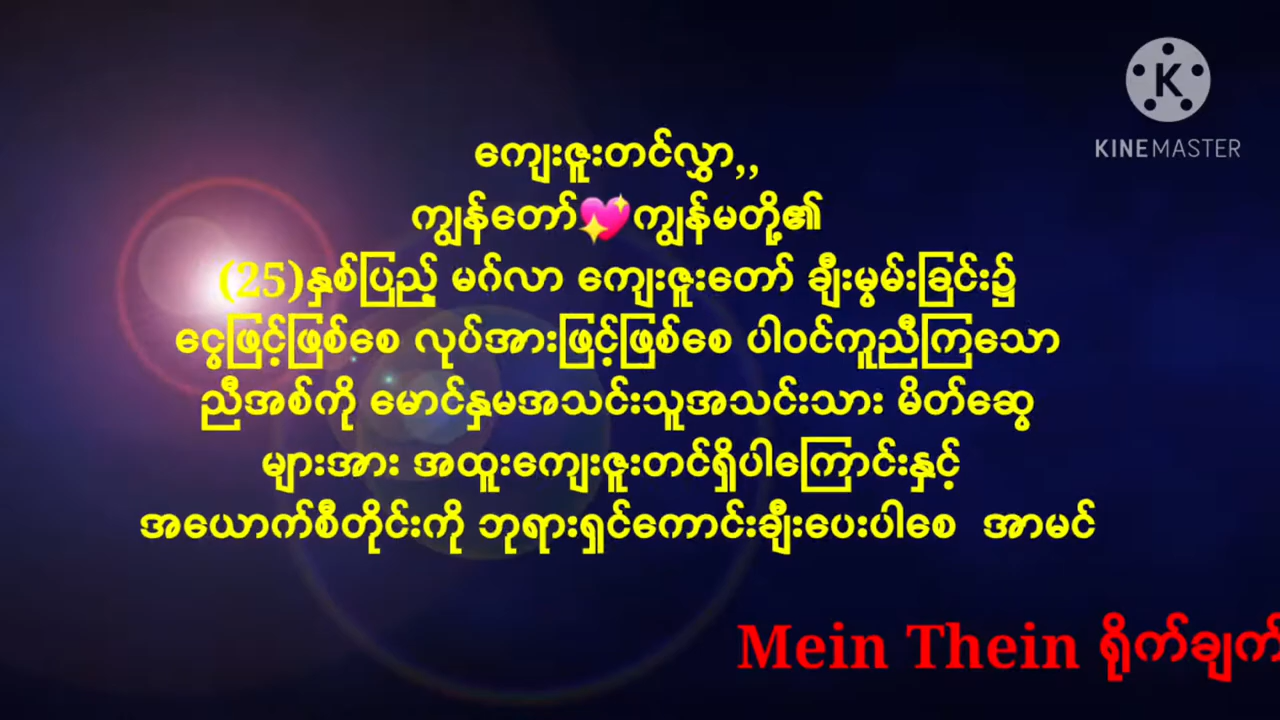 KINEMASTER
ကျေးဇူးတင်လွှာ,,
ကျွန်တော်💖ကျွန်မတို့၏
(25)နှစ်ပြည့် မင်္ဂလာ ကျေးဇူးတော် ချီးမွမ်းခြင်း၌
ငွေဖြင့်ဖြစ်စေ လုပ်အားဖြင့်ဖြစ်စေ ပါဝင်ကူညီကြသော
ညီအစ်ကို မောင်နှမအသင်းသူအသင်းသား မိတ်ဆွေ
များအား အထူးကျေးဇူးတင်ရှိပါကြောင်းနှင့်
အယောက်စီတိုင်းကို ဘုရားရှင်ကောင်းချီးပေးပါစေ အာမင်
Mein Thein ရိုက်ချက်